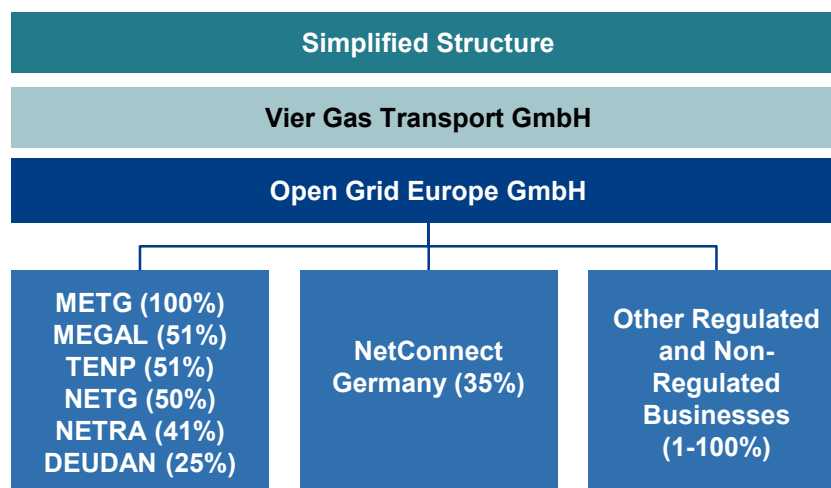 Simplified Structure
Vier Gas Transport GmbH
Open Grid Europe GmbH
METG (100%)
MEGAL (51%)
TENP (51%)
NETG (50%)
NETRA (41%)
DEUDAN (25%)
NetConnect
Germany (35%)
Other Regulated
and Non-
Regulated
Businesses
(1-100%)